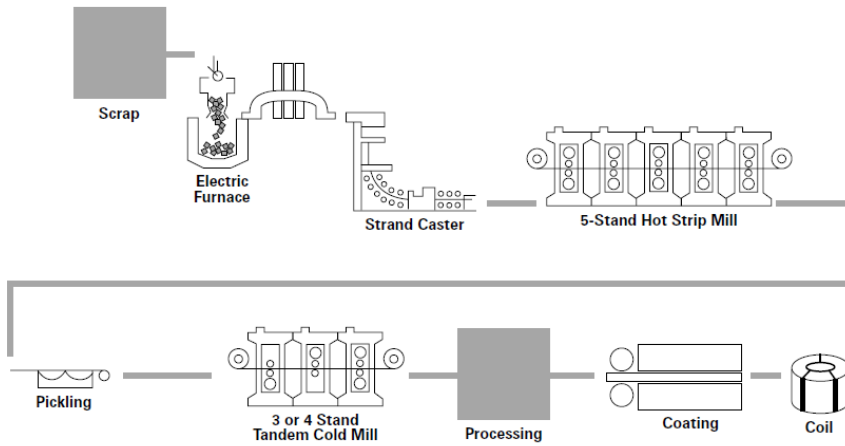 Scrap
Electric
Furnace
Strand Caster
5-Stand Hot Strip Mill
Pickling
3 or 4 Stand
Tandem Cold Mill
Processing
Coating
Coil